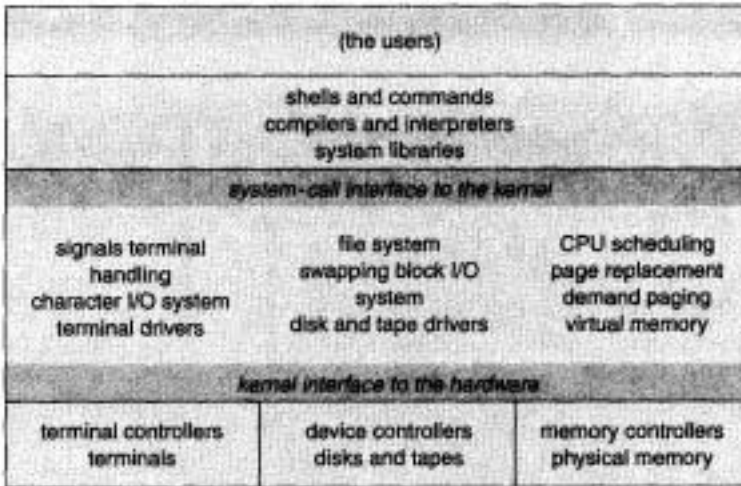 (the users)
shells and commands
compilers and interpreters
system libraries
system-call interface to the kernel
signals terminal
handling
character I/O system
terminal drivers
file system
swapping block I/O
system
disk and tape drivers
CPU scheduling
page replacement
demand paging
virtual memory
kernel interface to the hardware
terminal controllers
terminals
device controllers
disks and tapes
memory controllers
physical memory